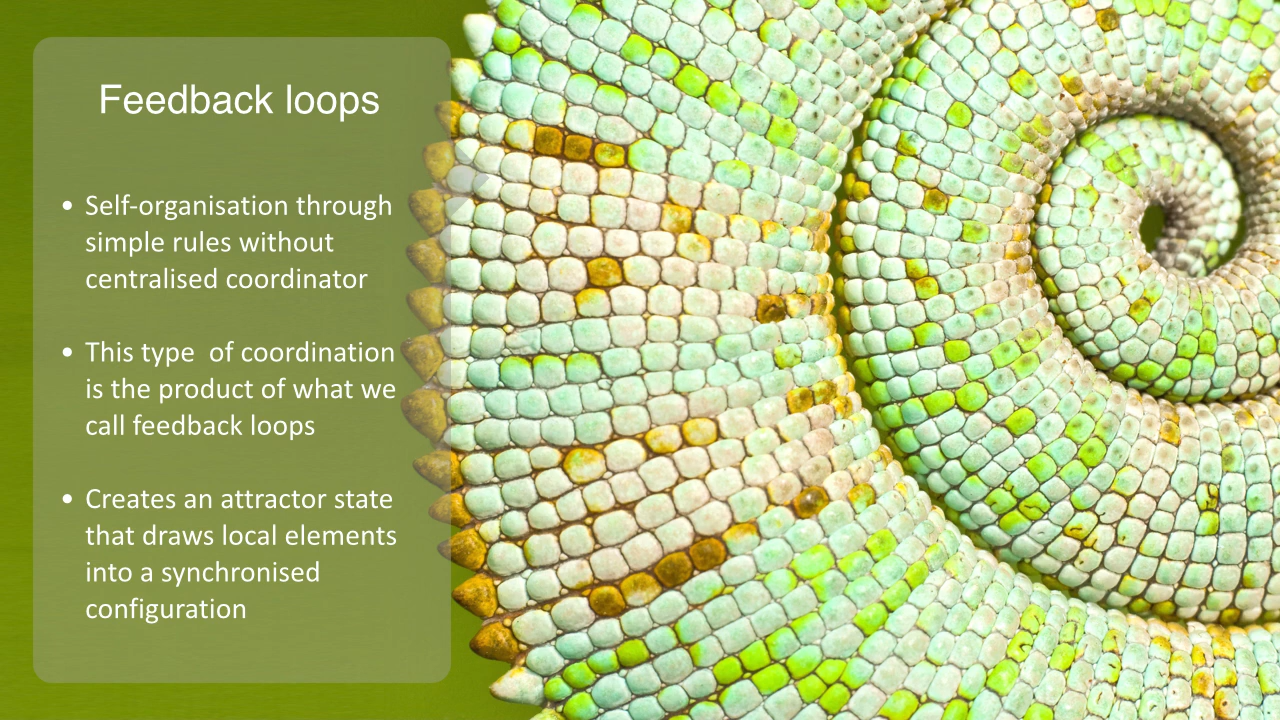 Feedback loops
• Self-organisation through
simple rules without
centralised coordinator
• This type  of coordination
is the product of what we
call feedback loops
• Creates an attractor state
that draws local elements
into a synchronised
configuration